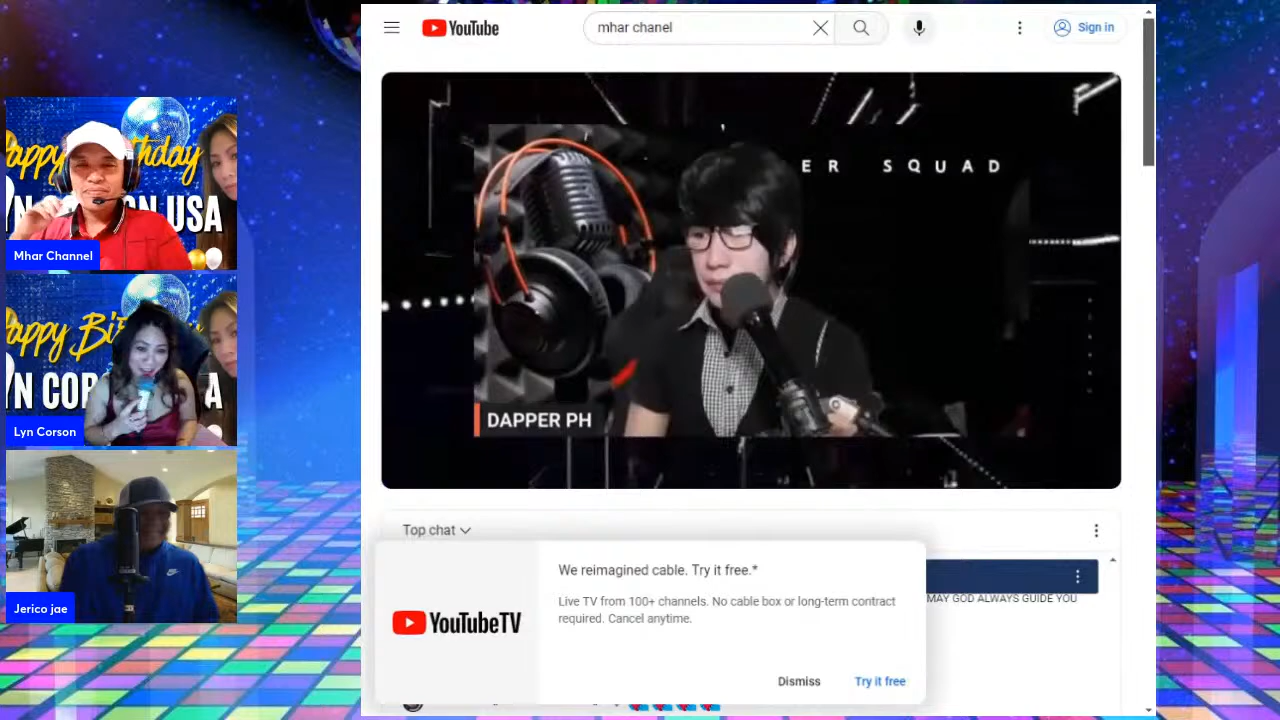 YouTube
mhar chanel
Sign in
ER SQUAD
DAPPER PH
Mhar Channel
Lyn Corson
Jerico jae
Top chat
MAY GOD ALWAYS GUIDE YOU
YouTubeTV
We reimagined cable. Try it free.*
Live TV from 100+ channels. No cable box or long-term contract
required. Cancel anytime.
Dismiss
Try it free